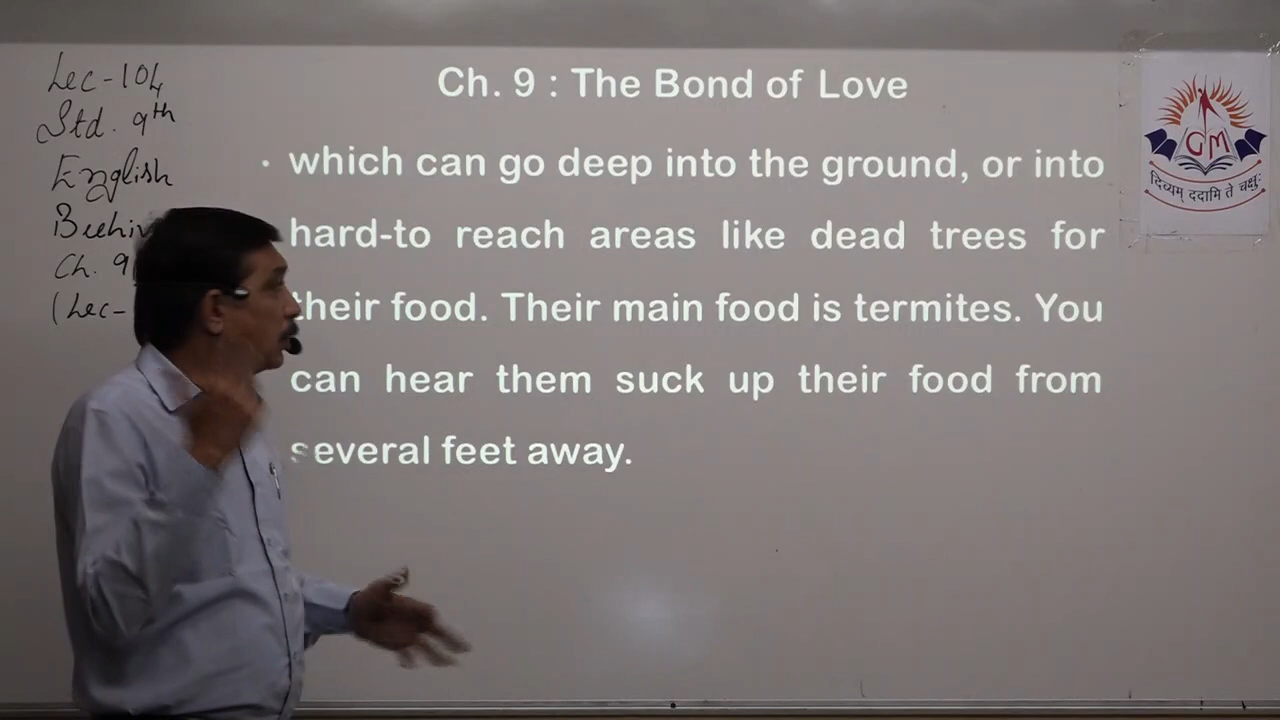 Lec-104
Std. 9th
English
Ch. 9
(Lec-
Ch. 9 : The Bond of Love
• which can go deep into the ground, or into
hard-to reach areas like dead trees for
their food. Their main food is termites. You
can hear them suck up their food from
several feet away.
GM
दिव्यम् ददामि ते चक्षुः